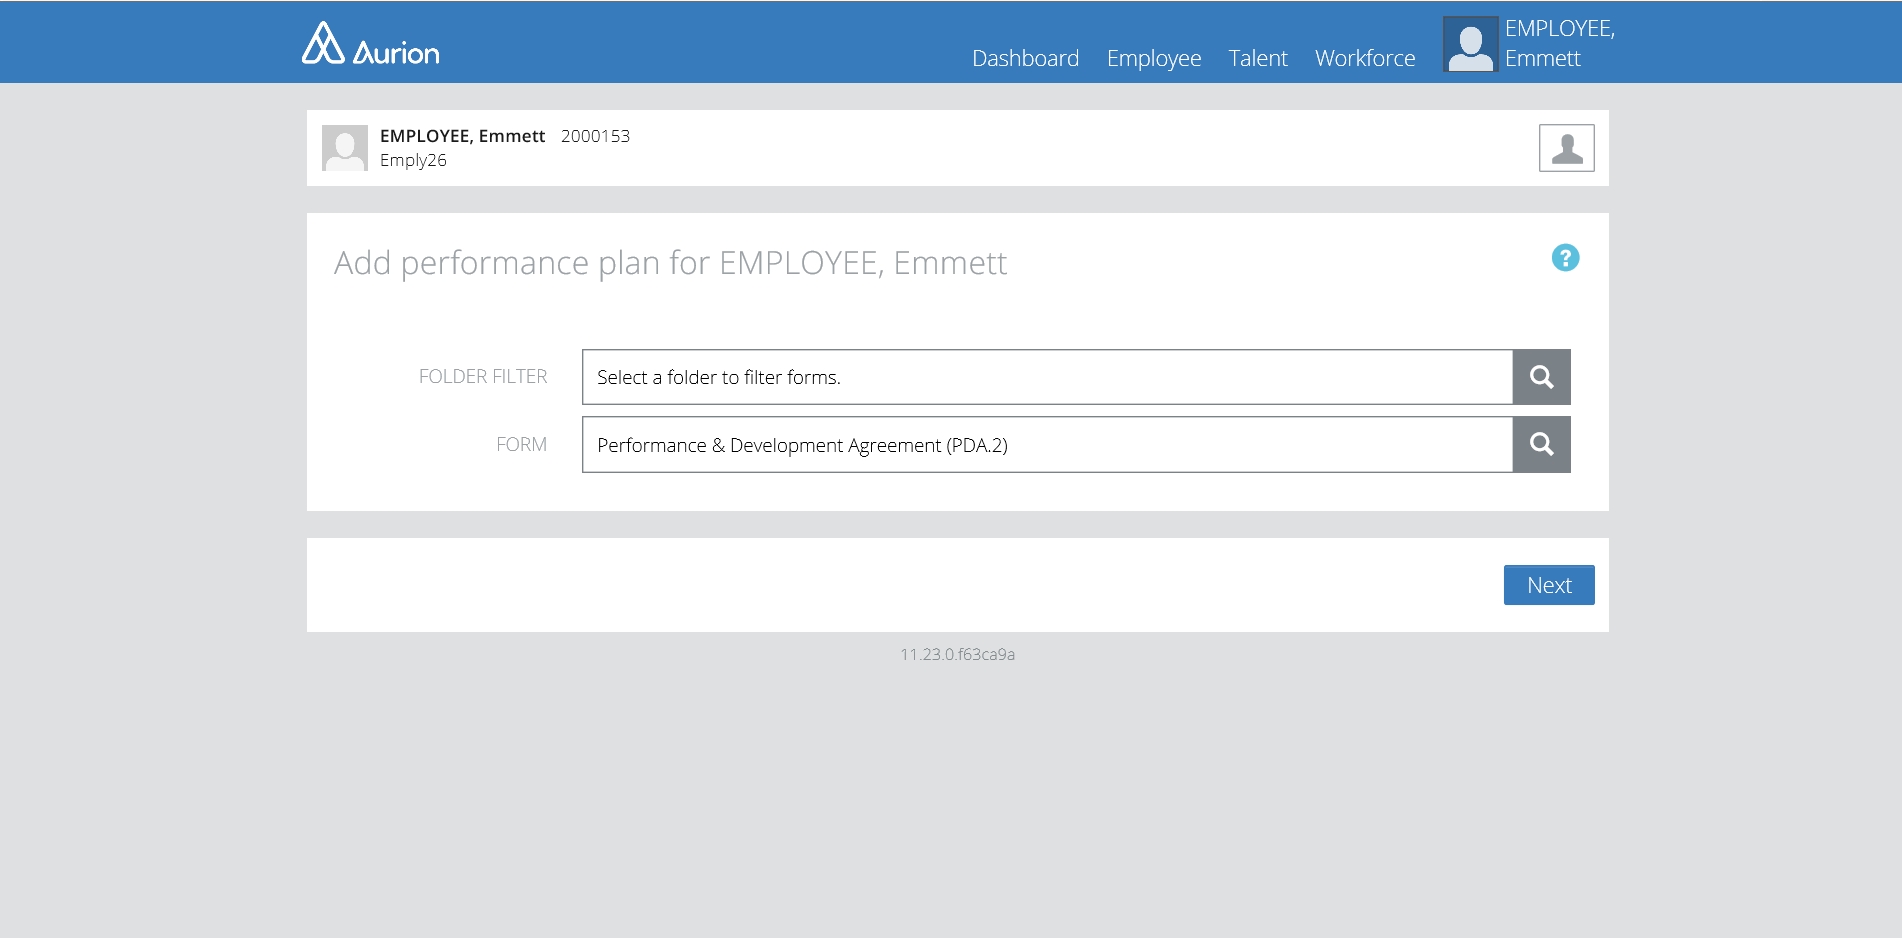 Aurion
Dashboard Employee Talent Workforce
EMPLOYEE,
Emmett
EMPLOYEE, Emmett 2000153
Emply26
Add performance plan for EMPLOYEE, Emmett
?
FOLDER FILTER Select a folder to filter forms.
FORM Performance & Development Agreement (PDA.2)
Next
11.23.0.f63ca9a